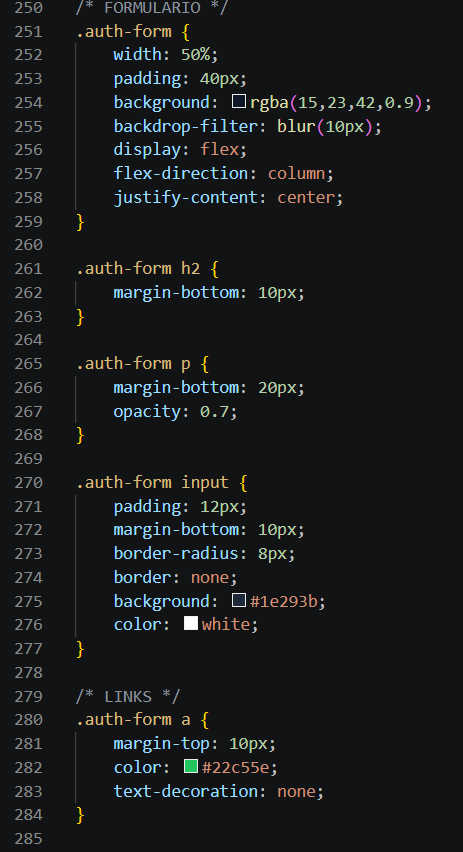 250 /* FORMULARIO */
251 .auth-form {
252     width: 50%;
253     padding: 40px;
254     background: rgba(15,23,42,0.9);
255     backdrop-filter: blur(10px);
256     display: flex;
257     flex-direction: column;
258     justify-content: center;
259 }
260
261 .auth-form h2 {
262     margin-bottom: 10px;
263 }
264
265 .auth-form p {
266     margin-bottom: 20px;
267     opacity: 0.7;
268 }
269
270 .auth-form input {
271     padding: 12px;
272     margin-bottom: 10px;
273     border-radius: 8px;
274     border: none;
275     background: #1e293b;
276     color: white;
277 }
278
279 /* LINKS */
280 .auth-form a {
281     margin-top: 10px;
282     color: #22c55e;
283     text-decoration: none;
284 }
285